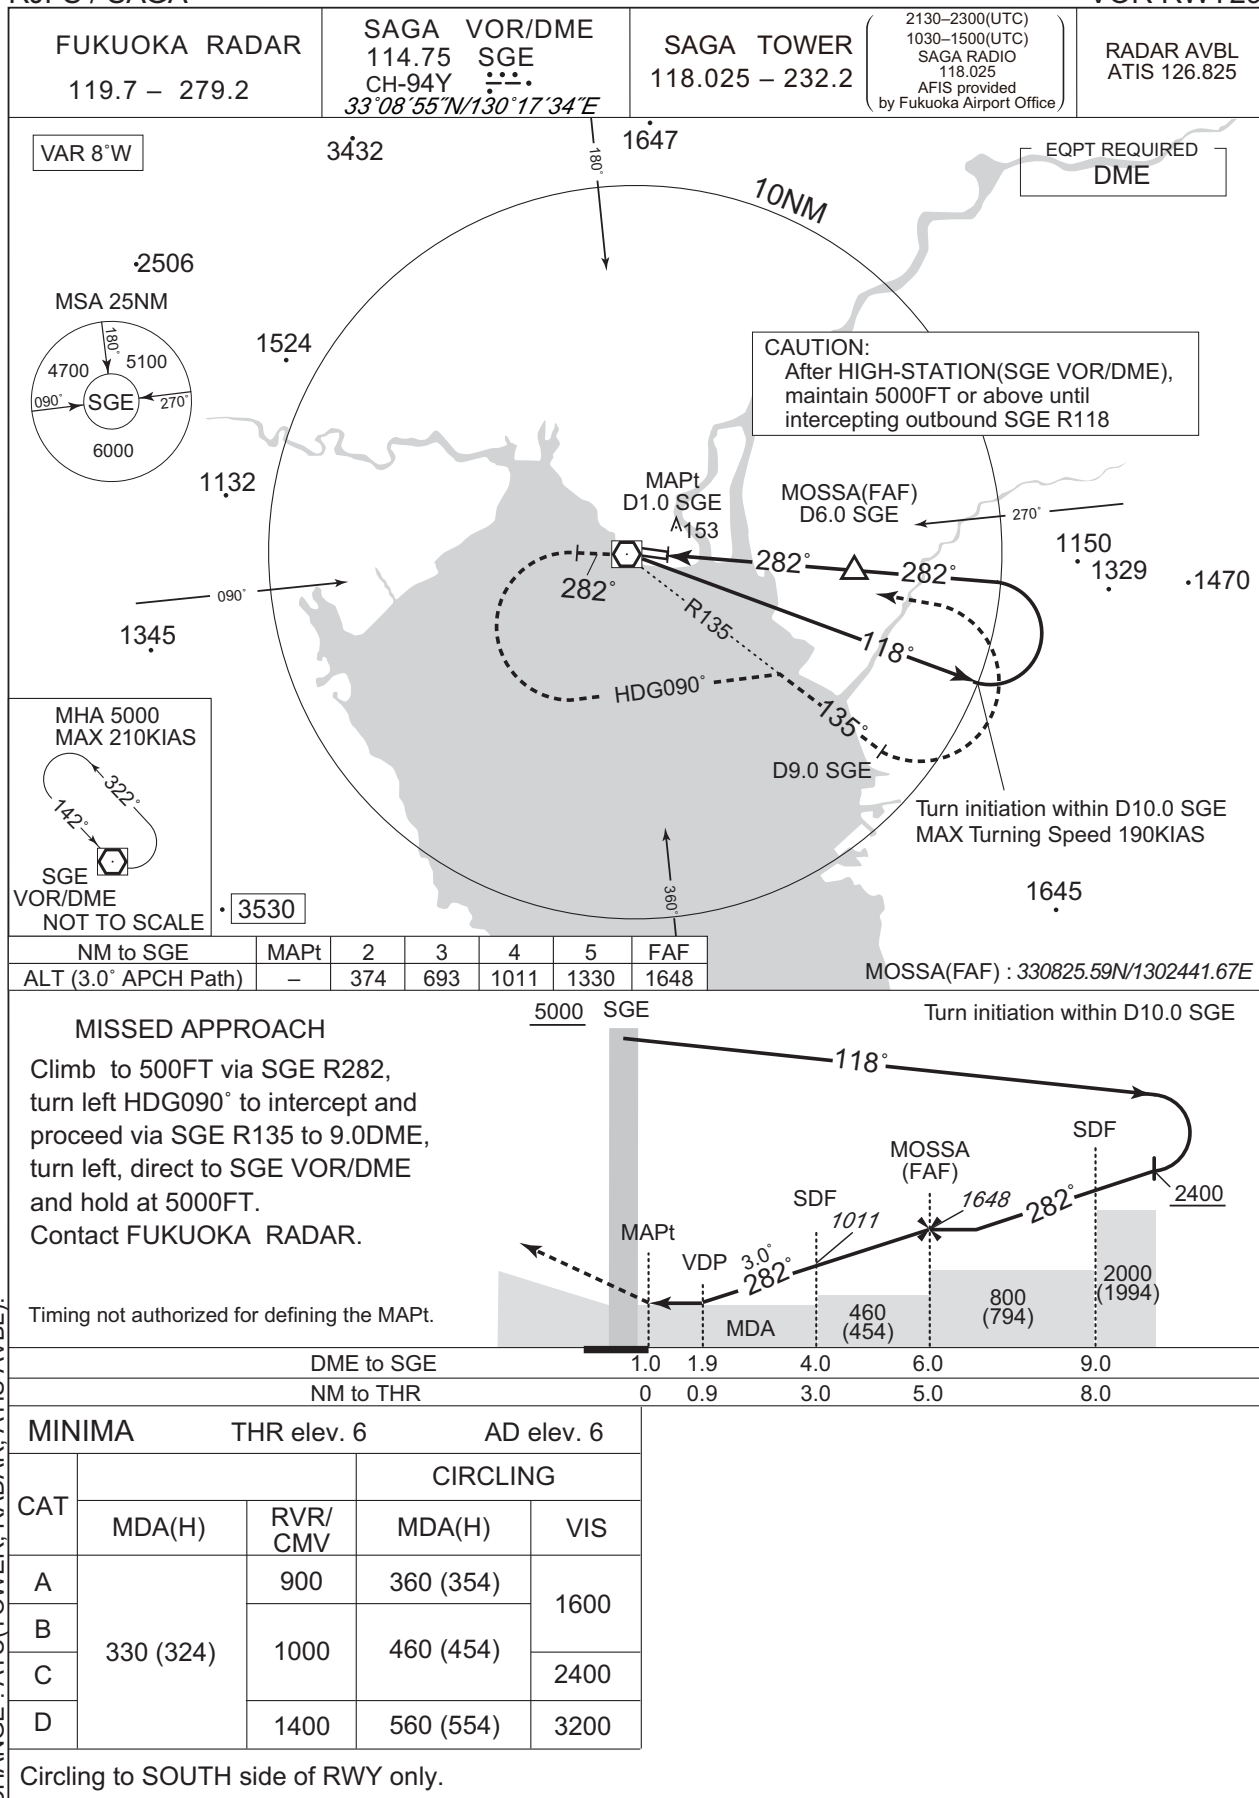 FUKUOKA RADAR
119.7 – 279.2
SAGA VOR/DME
114.75 SGE
CH-94Y
33°08′55″N/130°17′34″E
SAGA TOWER
118.025 – 232.2
2130–2300(UTC)
1030–1500(UTC)
SAGA RADIO
118.025
AFIS provided
by Fukuoka Airport Office
RADAR AVBL
ATIS 126.825
VAR 8°W
3432
1647
180°
EQPT REQUIRED
DME
10NM
2506
MSA 25NM
180°
4700
5100
090°
SGE
270°
6000
1524
CAUTION:
After HIGH-STATION(SGE VOR/DME),
maintain 5000FT or above until
intercepting outbound SGE R118
1132
MAPt
D1.0 SGE
153
MOSSA(FAF)
D6.0 SGE
270°
1150
1329
1470
282°
282°
282°
090°
1345
R135
118°
HDG090°
135°
D9.0 SGE
MHA 5000
MAX 210KIAS
322°
142°
SGE
VOR/DME
NOT TO SCALE
Turn initiation within D10.0 SGE
MAX Turning Speed 190KIAS
360°
1645
3530
NM to SGE MAPt 2 3 4 5 FAF
ALT (3.0° APCH Path) – 374 693 1011 1330 1648
MOSSA(FAF) : 330825.59N/1302441.67E
MISSED APPROACH
Climb to 500FT via SGE R282,
turn left HDG090° to intercept and
proceed via SGE R135 to 9.0DME,
turn left, direct to SGE VOR/DME
and hold at 5000FT.
Contact FUKUOKA RADAR.
Timing not authorized for defining the MAPt.
5000 SGE
Turn initiation within D10.0 SGE
118°
SDF
MOSSA
(FAF)
1648
282°
2400
SDF
1011
MAPt
VDP
3.0°
282°
MDA
460
(454)
800
(794)
2000
(1994)
DME to SGE 1.0 1.9 4.0 6.0 9.0
NM to THR 0 0.9 3.0 5.0 8.0
MINIMA THR elev. 6 AD elev. 6
CAT
CIRCLING
MDA(H)
RVR/
CMV
MDA(H)
VIS
A 900 360 (354)
1600
B
330 (324) 1000 460 (454)
C 2400
D 1400 560 (554) 3200
Circling to SOUTH side of RWY only.